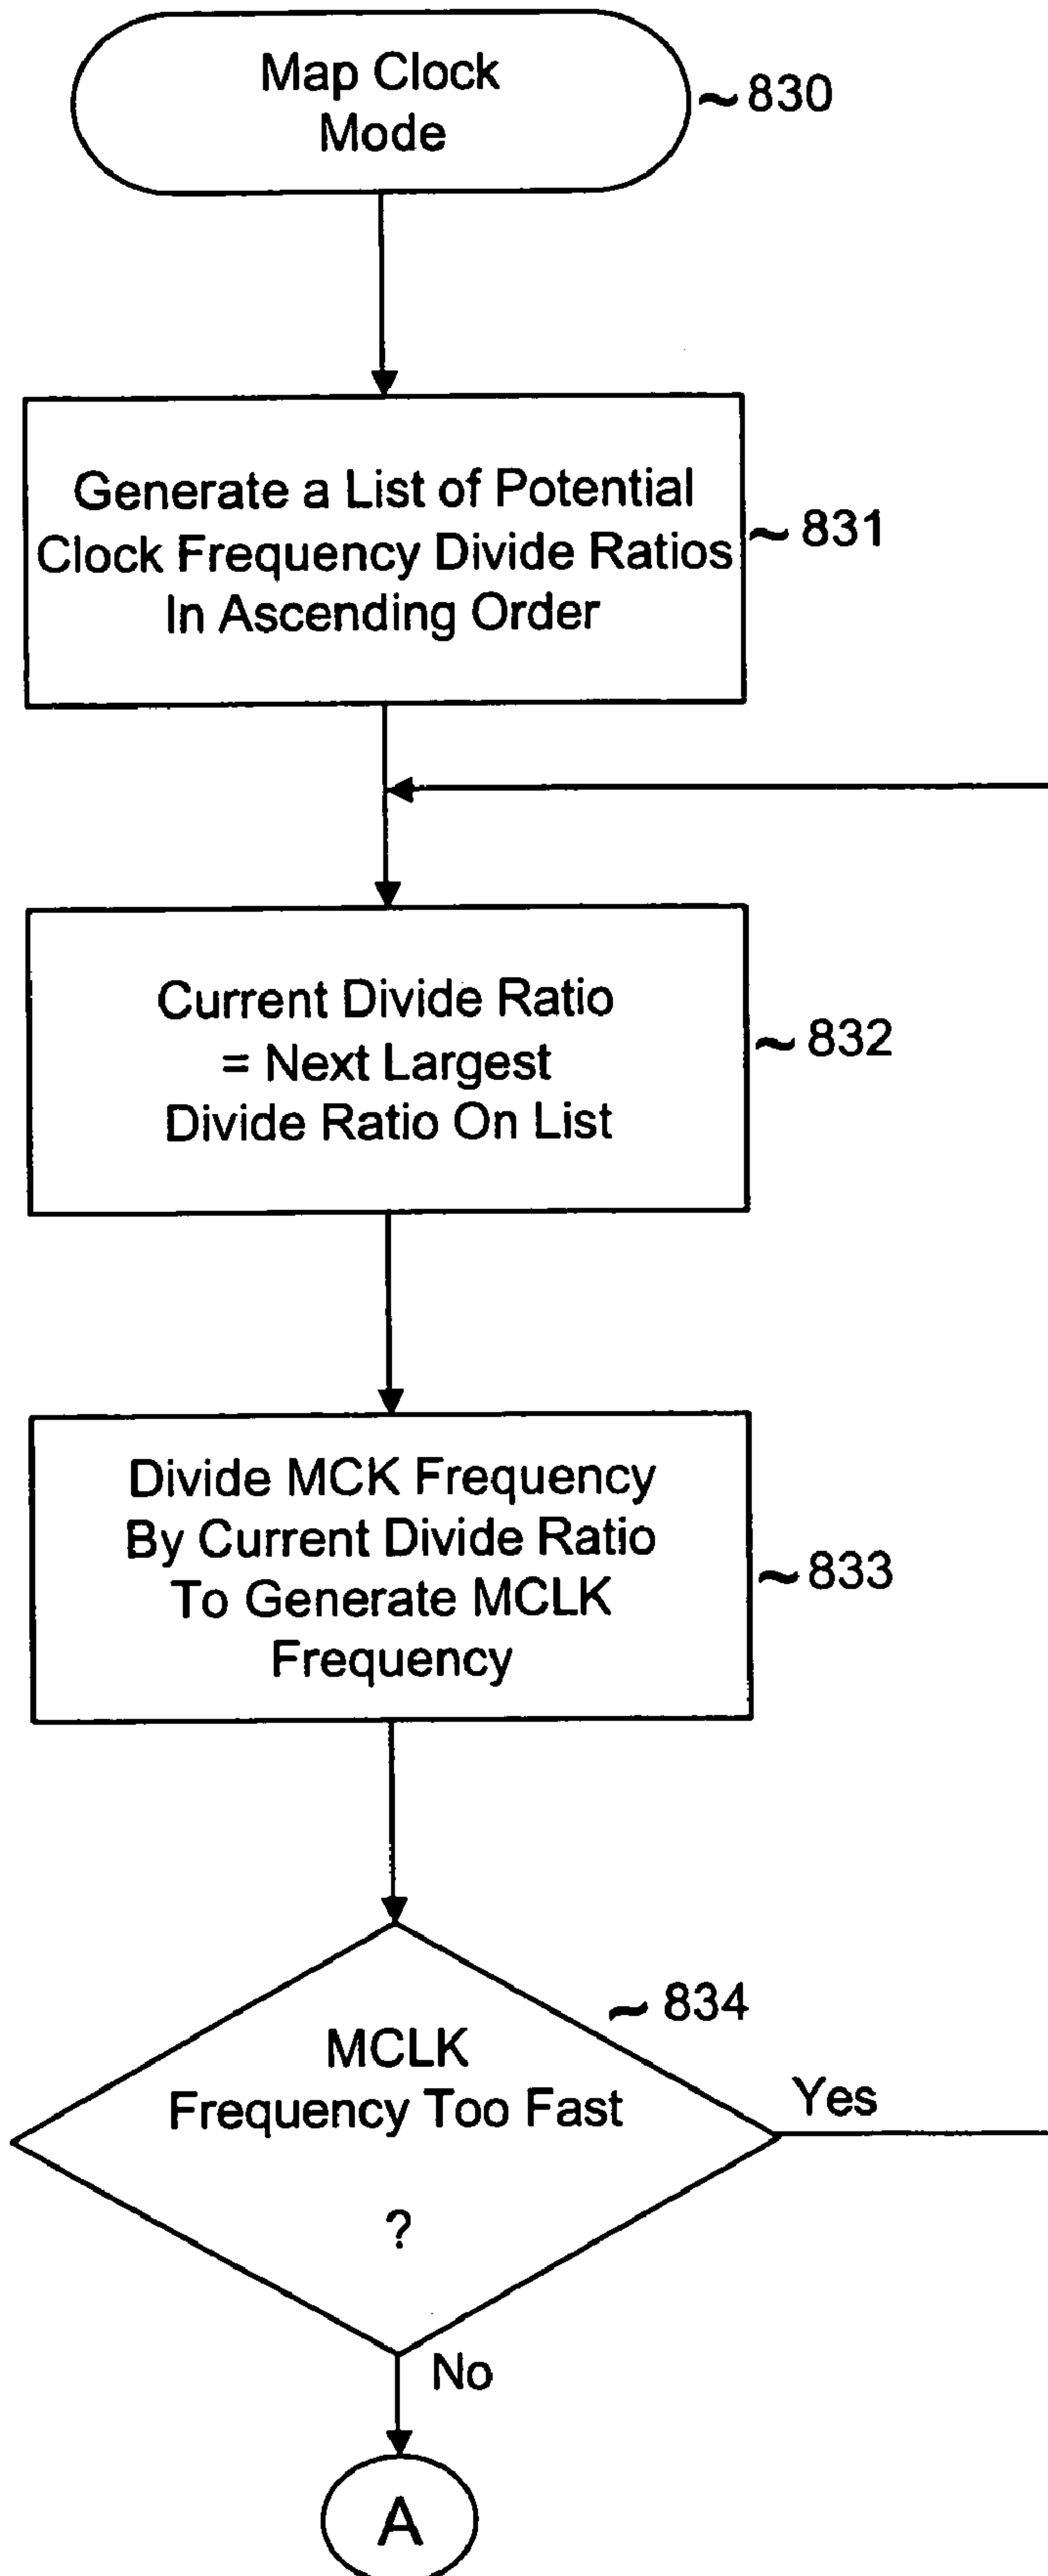 Map Clock
Mode
~830
Generate a List of Potential
Clock Frequency Divide Ratios
In Ascending Order
~831
Current Divide Ratio
= Next Largest
Divide Ratio On List
~832
Divide MCK Frequency
By Current Divide Ratio
To Generate MCLK
Frequency
~833
~834
MCLK
Frequency Too Fast
?
Yes
No
A